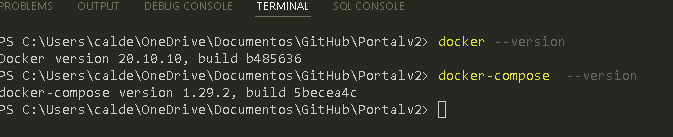 PROBLEMS OUTPUT DEBUG CONSOLE TERMINAL SQL CONSOLE
PS C:\Users\calde\OneDrive\Documentos\GitHub\Portalv2> docker --version
Docker version 20.10.10, build b485636
PS C:\Users\calde\OneDrive\Documentos\GitHub\Portalv2> docker-compose  --version
docker-compose version 1.29.2, build 5becea4c
PS C:\Users\calde\OneDrive\Documentos\GitHub\Portalv2>